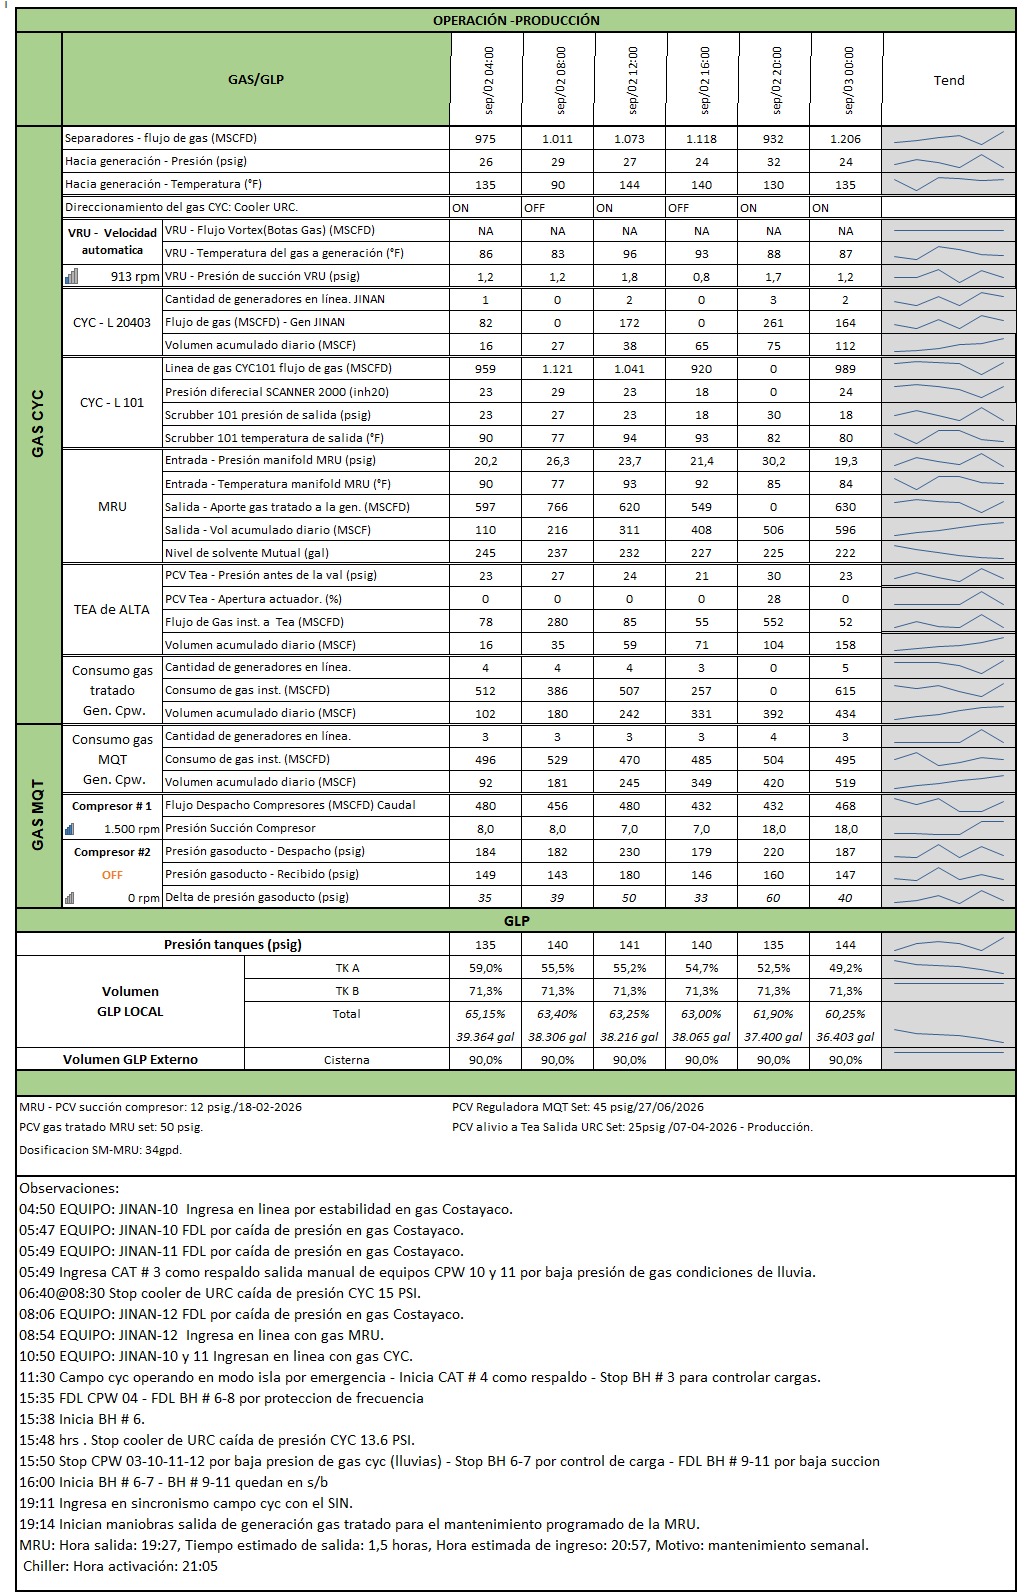 OPERACIÓN -PRODUCCIÓN
GAS/GLP sep/02 04:00 sep/02 08:00 sep/02 12:00 sep/02 16:00 sep/02 20:00 sep/03 00:00 Tend
GAS CYC
Separadores - flujo de gas (MSCFD) 975 1.011 1.073 1.118 932 1.206
Hacia generación - Presión (psig) 26 29 27 24 32 24
Hacia generación - Temperatura (°F) 135 90 144 140 130 135
Direccionamiento del gas CYC: Cooler URC. ON OFF ON OFF ON ON
VRU - Velocidad automatica
913 rpm
VRU - Flujo Vortex(Botas Gas) (MSCFD) NA NA NA NA NA NA
VRU - Temperatura del gas a generación (°F) 86 83 96 93 88 87
VRU - Presión de succión VRU (psig) 1,2 1,2 1,8 0,8 1,7 1,2
CYC - L 20403
Cantidad de generadores en línea. JINAN 1 0 2 0 3 2
Flujo de gas (MSCFD) - Gen JINAN 82 0 172 0 261 164
Volumen acumulado diario (MSCF) 16 27 38 65 75 112
CYC - L 101
Linea de gas CYC101 flujo de gas (MSCFD) 959 1.121 1.041 920 0 989
Presión diferecial SCANNER 2000 (inh20) 23 29 23 18 0 24
Scrubber 101 presión de salida (psig) 23 27 23 18 30 18
Scrubber 101 temperatura de salida (°F) 90 77 94 93 82 80
MRU
Entrada - Presión manifold MRU (psig) 20,2 26,3 23,7 21,4 30,2 19,3
Entrada - Temperatura manifold MRU (°F) 90 77 93 92 85 84
Salida - Aporte gas tratado a la gen. (MSCFD) 597 766 620 549 0 630
Salida - Vol acumulado diario (MSCF) 110 216 311 408 506 596
Nivel de solvente Mutual (gal) 245 237 232 227 225 222
TEA de ALTA
PCV Tea - Presión antes de la val (psig) 23 27 24 21 30 23
PCV Tea - Apertura actuador. (%) 0 0 0 0 28 0
Flujo de Gas inst. a Tea (MSCFD) 78 280 85 55 552 52
Volumen acumulado diario (MSCF) 16 35 59 71 104 158
Consumo gas tratado Gen. Cpw.
Cantidad de generadores en línea. 4 4 4 3 0 5
Consumo de gas inst. (MSCFD) 512 386 507 257 0 615
Volumen acumulado diario (MSCF) 102 180 242 331 392 434
GAS MQT
Consumo gas MQT Gen. Cpw.
Cantidad de generadores en línea. 3 3 3 3 4 3
Consumo de gas inst. (MSCFD) 496 529 470 485 504 495
Volumen acumulado diario (MSCF) 92 181 245 349 420 519
Compresor # 1
1.500 rpm
Flujo Despacho Compresores (MSCFD) Caudal 480 456 480 432 432 468
Presión Succión Compresor 8,0 8,0 7,0 7,0 18,0 18,0
Compresor #2
OFF
0 rpm
Presión gasoducto - Despacho (psig) 184 182 230 179 220 187
Presión gasoducto - Recibido (psig) 149 143 180 146 160 147
Delta de presión gasoducto (psig) 35 39 50 33 60 40
GLP
Presión tanques (psig) 135 140 141 140 135 144
Volumen GLP LOCAL
TK A 59,0% 55,5% 55,2% 54,7% 52,5% 49,2%
TK B 71,3% 71,3% 71,3% 71,3% 71,3% 71,3%
Total 65,15% 63,40% 63,25% 63,00% 61,90% 60,25%
39.364 gal 38.306 gal 38.216 gal 38.065 gal 37.400 gal 36.403 gal
Volumen GLP Externo Cisterna 90,0% 90,0% 90,0% 90,0% 90,0% 90,0%
MRU - PCV succión compresor: 12 psig./18-02-2026 PCV Reguladora MQT Set: 45 psig/27/06/2026
PCV gas tratado MRU set: 50 psig. PCV alivio a Tea Salida URC Set: 25psig /07-04-2026 - Producción.
Dosificacion SM-MRU: 34gpd.
Observaciones:
04:50 EQUIPO: JINAN-10 Ingresa en linea por estabilidad en gas Costayaco.
05:47 EQUIPO: JINAN-10 FDL por caída de presión en gas Costayaco.
05:49 EQUIPO: JINAN-11 FDL por caída de presión en gas Costayaco.
05:49 Ingresa CAT # 3 como respaldo salida manual de equipos CPW 10 y 11 por baja presión de gas condiciones de lluvia.
06:40@08:30 Stop cooler de URC caída de presión CYC 15 PSI.
08:06 EQUIPO: JINAN-12 FDL por caída de presión en gas Costayaco.
08:54 EQUIPO: JINAN-12 Ingresa en linea con gas MRU.
10:50 EQUIPO: JINAN-10 y 11 Ingresan en linea con gas CYC.
11:30 Campo cyc operando en modo isla por emergencia - Inicia CAT # 4 como respaldo - Stop BH # 3 para controlar cargas.
15:35 FDL CPW 04 - FDL BH # 6-8 por proteccion de frecuencia
15:38 Inicia BH # 6.
15:48 hrs . Stop cooler de URC caída de presión CYC 13.6 PSI.
15:50 Stop CPW 03-10-11-12 por baja presion de gas cyc (lluvias) - Stop BH 6-7 por control de carga - FDL BH # 9-11 por baja succion
16:00 Inicia BH # 6-7 - BH # 9-11 quedan en s/b
19:11 Ingresa en sincronismo campo cyc con el SIN.
19:14 Inician maniobras salida de generación gas tratado para el mantenimiento programado de la MRU.
MRU: Hora salida: 19:27, Tiempo estimado de salida: 1,5 horas, Hora estimada de ingreso: 20:57, Motivo: mantenimiento semanal.
Chiller: Hora activación: 21:05